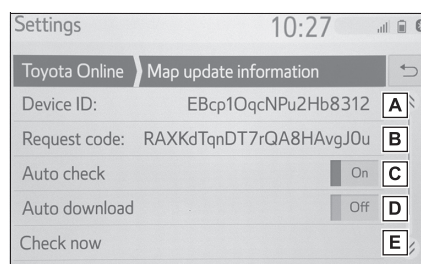 Settings 10:27
Toyota Online Map update information
Device ID: EBcp1OqcNPu2Hb8312 A
Request code: RAXKdTqnDT7rQA8HAvgJ0u B
Auto check On C
Auto download Off D
Check now E